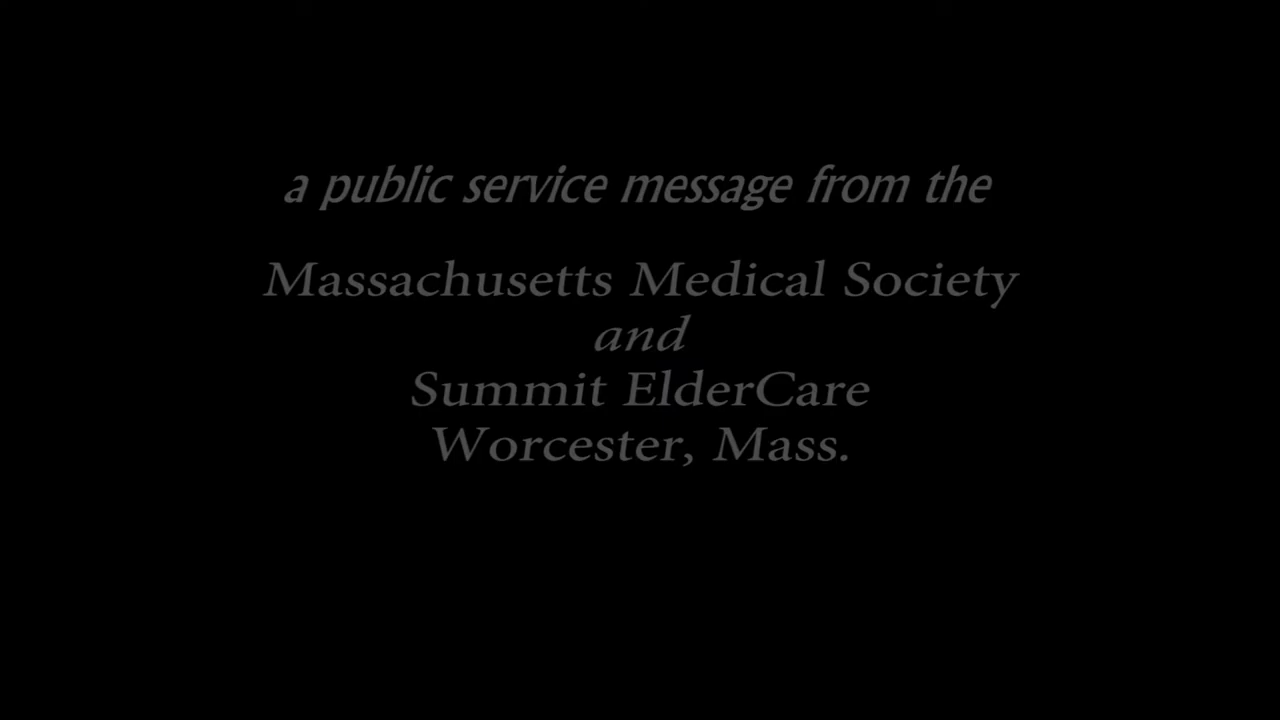 a public service message from the
Massachusetts Medical Society
and
Summit ElderCare
Worcester, Mass.